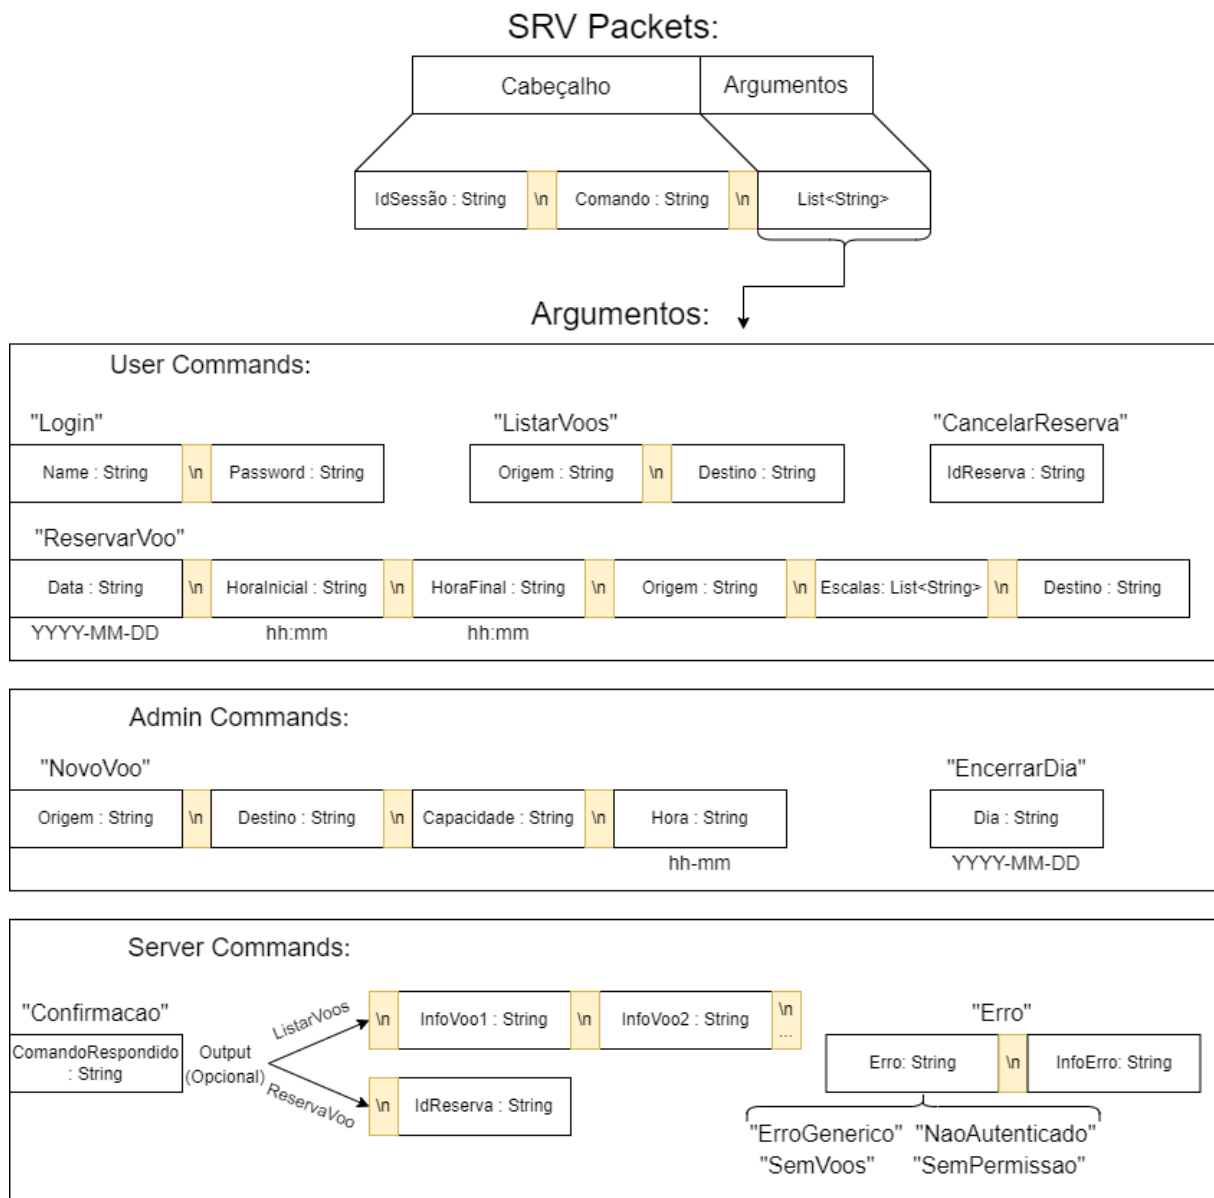 SRV Packets:
Cabeçalho
Argumentos
IdSessão : String
\n
Comando : String
\n
List<String>
Argumentos:
User Commands:
"Login"
Name : String
\n
Password : String
"ListarVoos"
Origem : String
\n
Destino : String
"CancelarReserva"
IdReserva : String
"ReservarVoo"
Data : String
\n
HoraInicial : String
\n
HoraFinal : String
\n
Origem : String
\n
Escalas: List<String>
\n
Destino : String
YYYY-MM-DD
hh:mm
hh:mm
Admin Commands:
"NovoVoo"
Origem : String
\n
Destino : String
\n
Capacidade : String
\n
Hora : String
hh-mm
"EncerrarDia"
Dia : String
YYYY-MM-DD
Server Commands:
"Confirmacao"
ComandoRespondido
: String
Output
(Opcional)
ListarVoos
\n
InfoVoo1 : String
\n
InfoVoo2 : String
\n
...
ReservaVoo
\n
IdReserva : String
"Erro"
Erro: String
\n
InfoErro: String
"ErroGenerico"
"NaoAutenticado"
"SemVoos"
"SemPermissao"